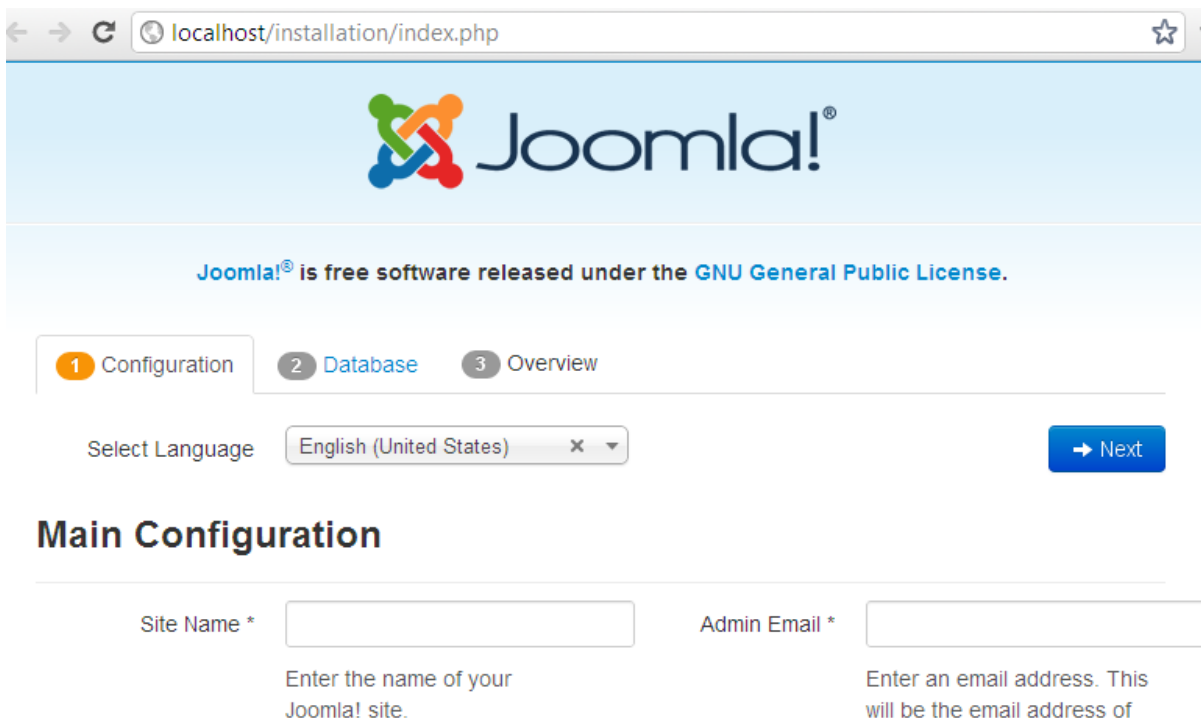 localhost/installation/index.php
Joomla!®
Joomla!® is free software released under the GNU General Public License.
1 Configuration 2 Database 3 Overview
Select Language English (United States) × Next
Main Configuration
Site Name * Admin Email *
Enter the name of your Joomla! site.
Enter an email address. This will be the email address of